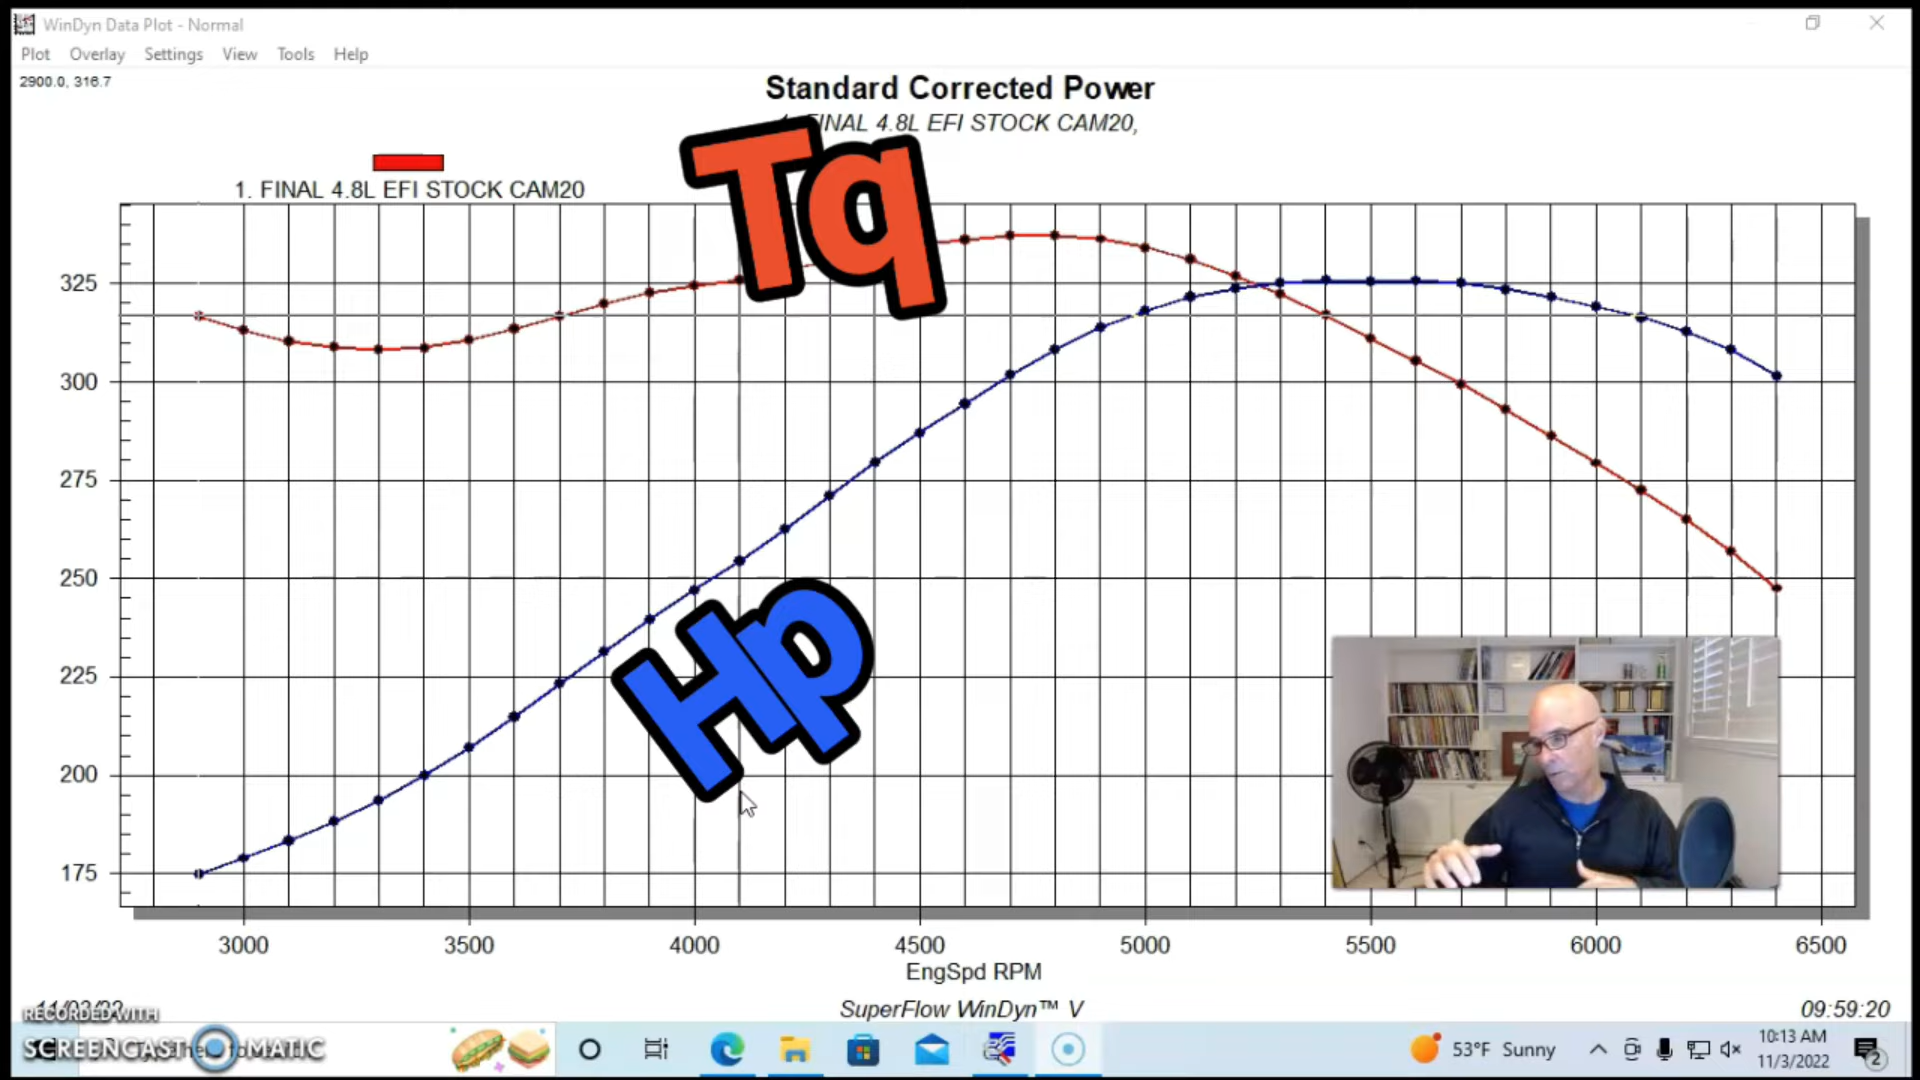 WinDyn Data Plot - Normal
Plot Overlay Settings View Tools Help
2900.0, 316.7
Standard Corrected Power
FINAL 4.8L EFI STOCK CAM20,
1. FINAL 4.8L EFI STOCK CAM20
Tq
Hp
325
300
275
250
225
200
175
3000 3500 4000 4500 5000 5500 6000 6500
EngSpd RPM
SuperFlow WinDyn™ V
09:59:20
RECORDED WITH
SCREENCAST MATIC
53°F Sunny
10:13 AM
11/3/2022
2